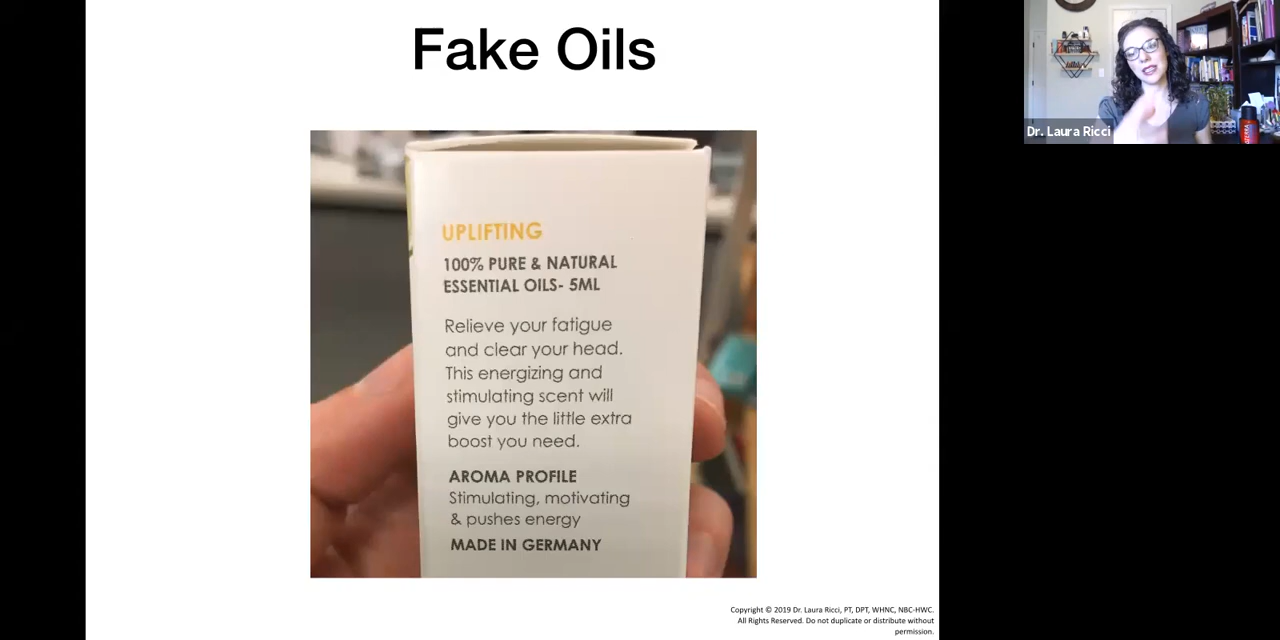 Fake Oils
UPLIFTING
100% PURE & NATURAL
ESSENTIAL OILS- 5ML
Relieve your fatigue
and clear your head.
This energizing and
stimulating scent will
give you the little extra
boost you need.
AROMA PROFILE
Stimulating, motivating
& pushes energy
MADE IN GERMANY
Dr. Laura Ricci
Copyright © 2019 Dr. Laura Ricci, PT, DPT, WHNC, NBC-HWC.
All Rights Reserved. Do not duplicate or distribute without
permission.